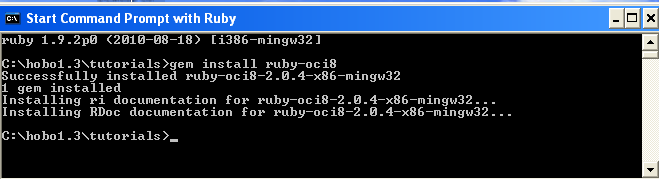 Start Command Prompt with Ruby
ruby 1.9.2p0 (2010-08-18) [i386-mingw32]
C:\hobo1.3\tutorials>gem install ruby-oci8
Successfully installed ruby-oci8-2.0.4-x86-mingw32
1 gem installed
Installing ri documentation for ruby-oci8-2.0.4-x86-mingw32...
Installing RDoc documentation for ruby-oci8-2.0.4-x86-mingw32...
C:\hobo1.3\tutorials>_